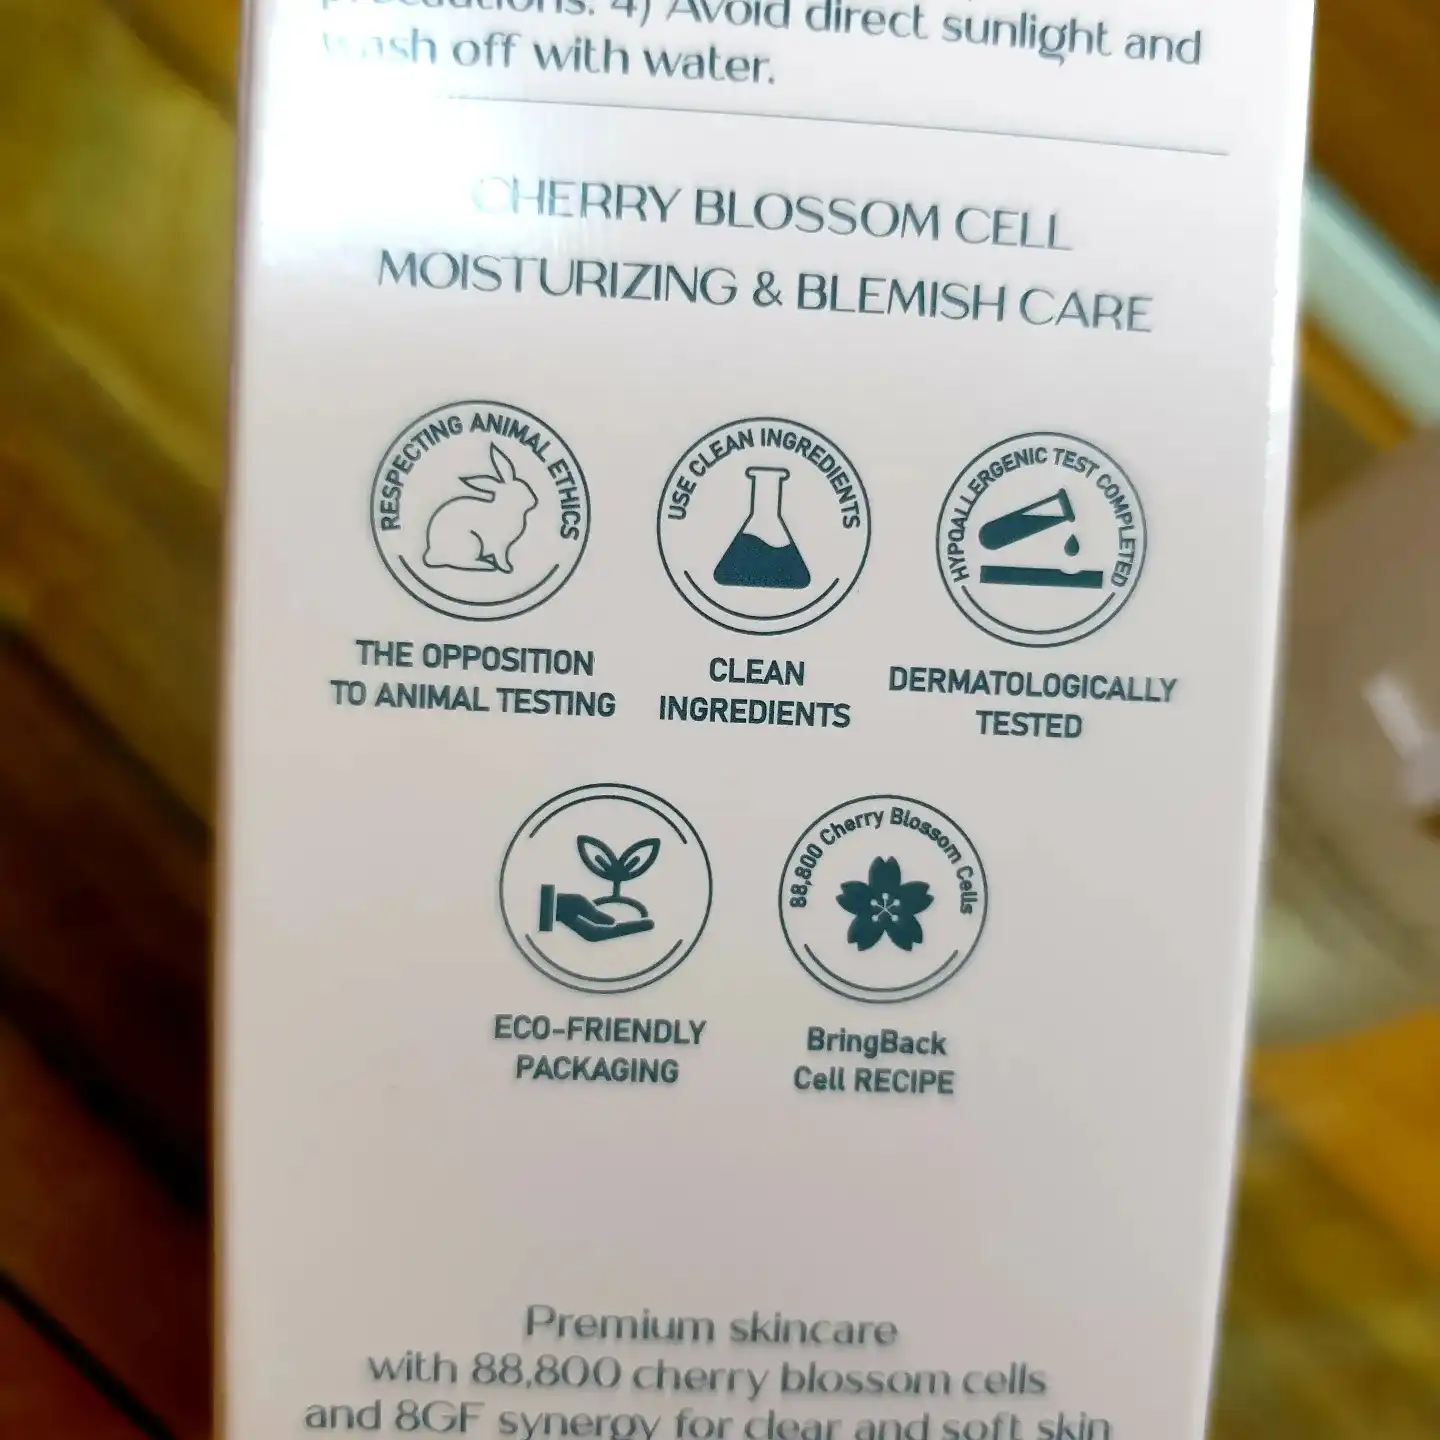 precautions. 4) Avoid direct sunlight and
wash off with water.
CHERRY BLOSSOM CELL
MOISTURIZING & BLEMISH CARE
RESPECTING ANIMAL ETHICS
USE CLEAN INGREDIENTS
HYPOALLERGENIC TEST COMPLETED
THE OPPOSITION
TO ANIMAL TESTING
CLEAN
INGREDIENTS
DERMATOLOGICALLY
TESTED
88,800 Cherry Blossom Cells
ECO-FRIENDLY
PACKAGING
BringBack
Cell RECIPE
Premium skincare
with 88,800 cherry blossom cells
and 8GF synergy for clear and soft skin